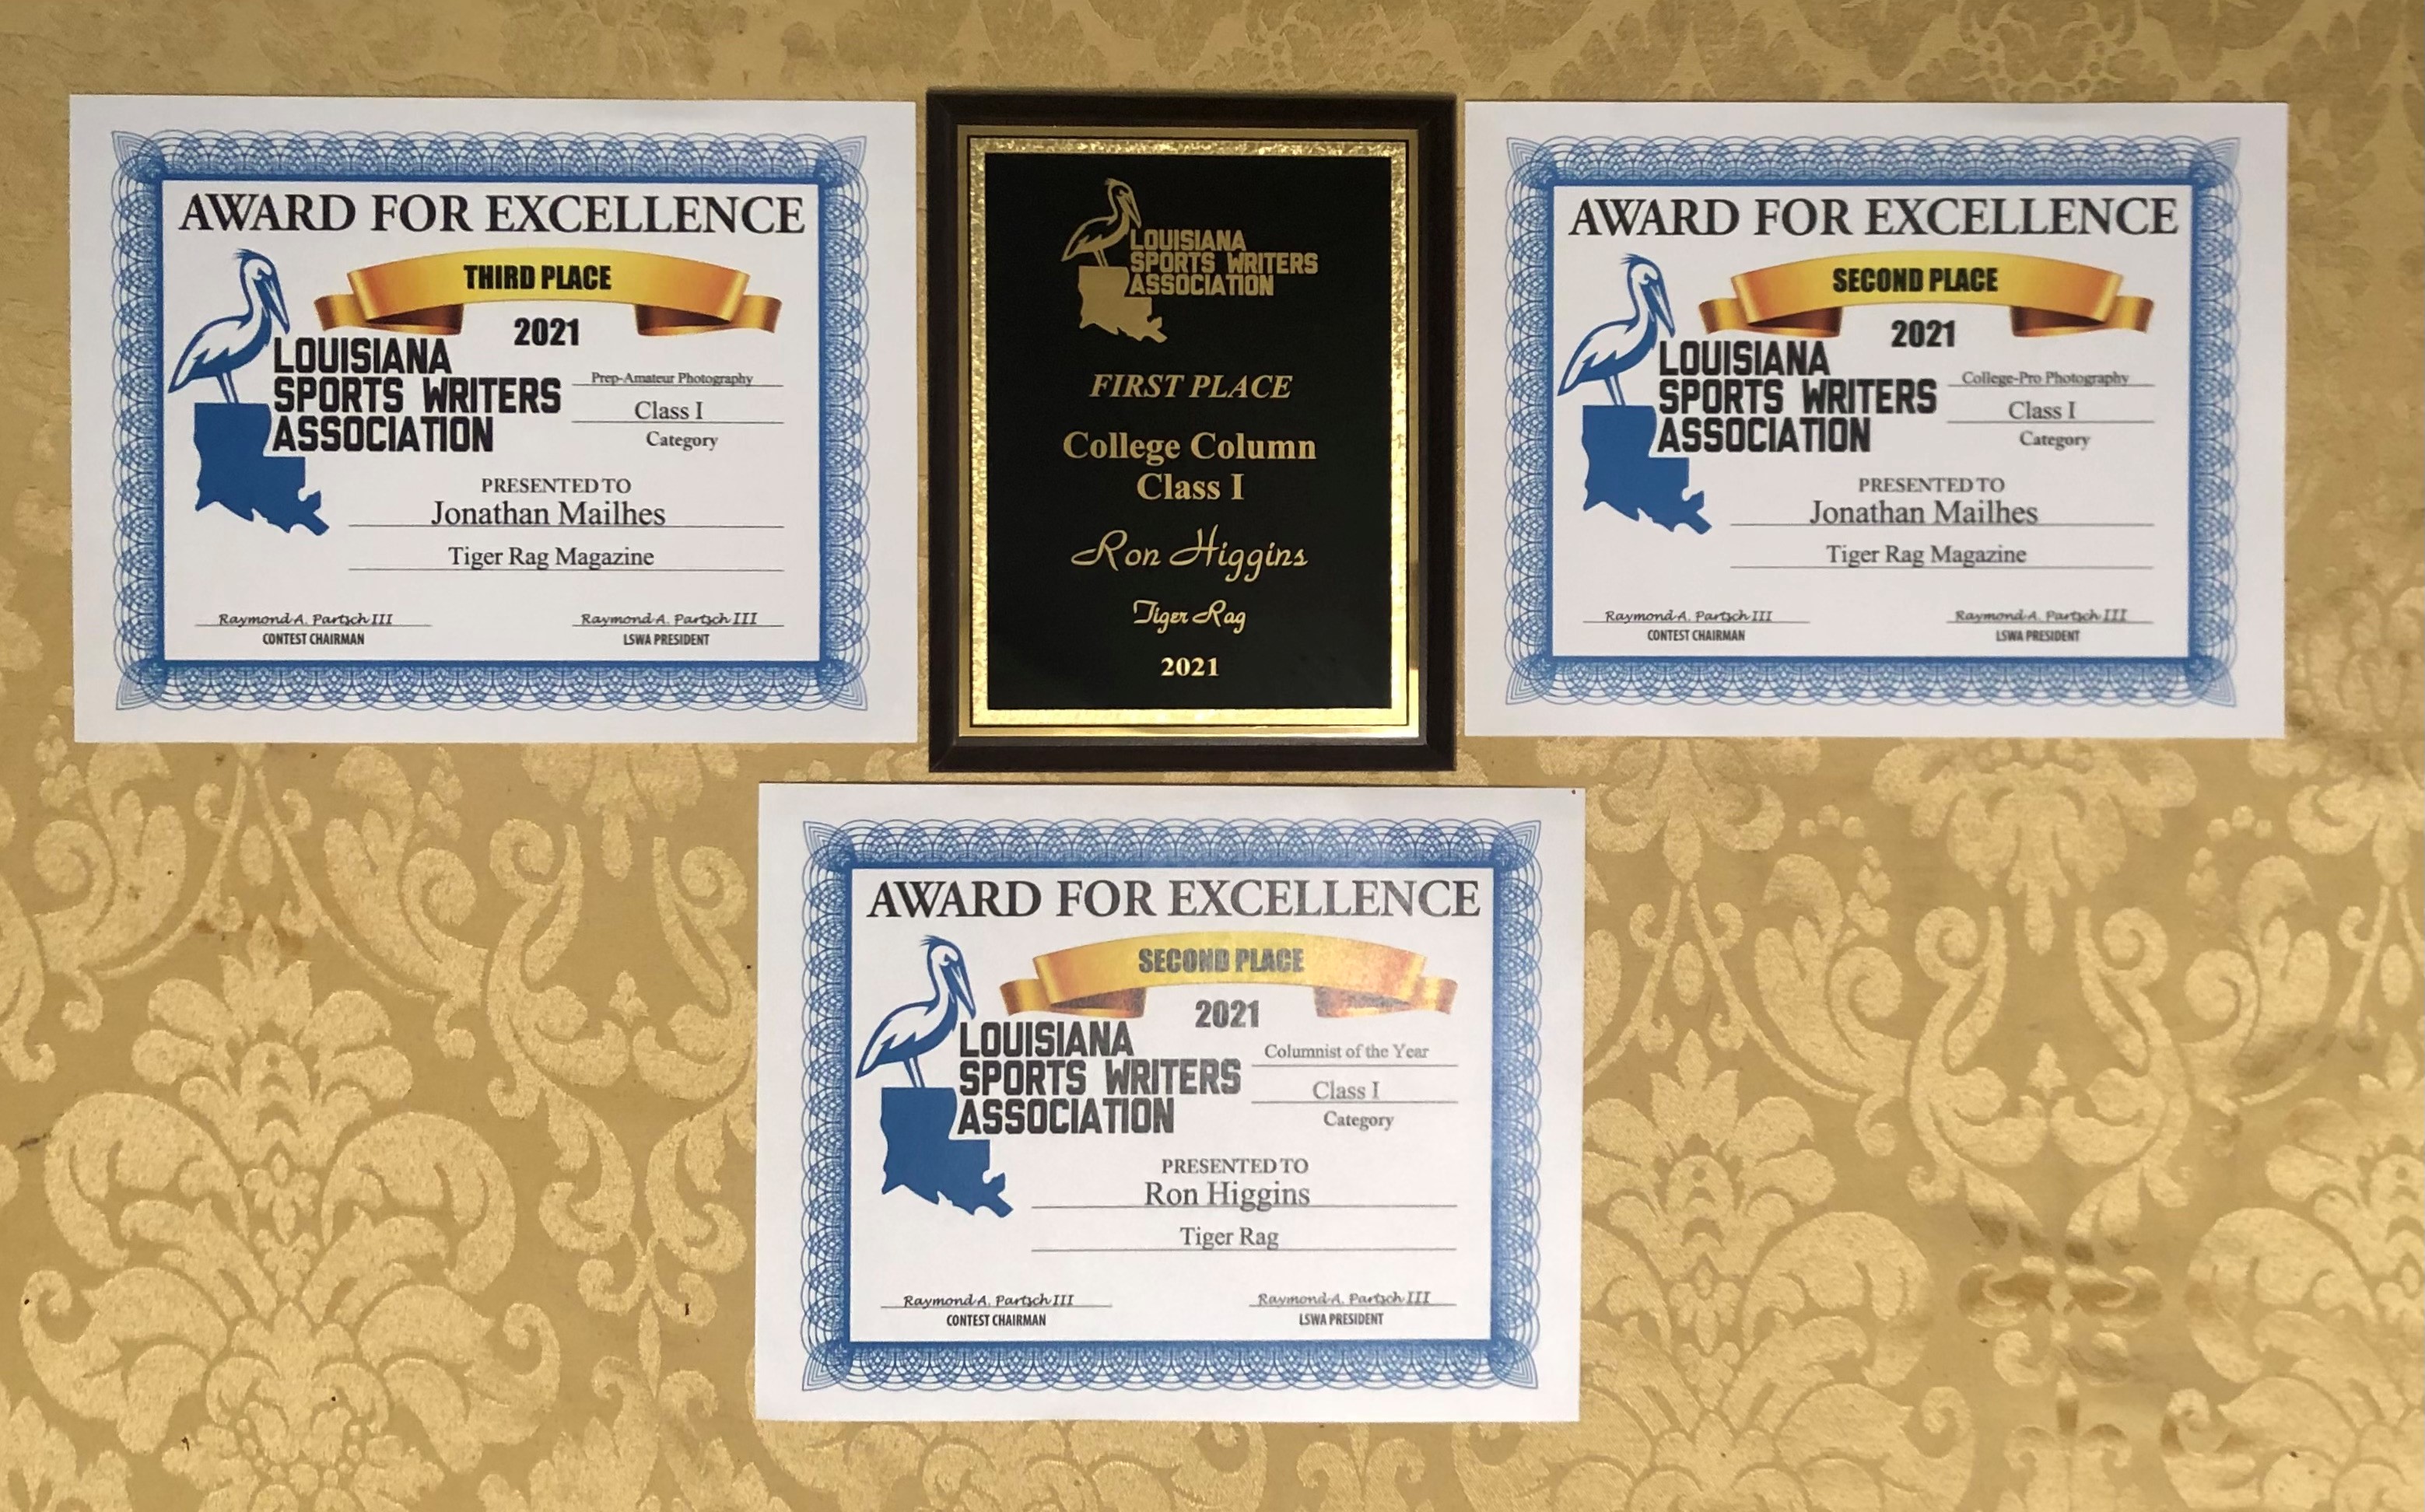 AWARD FOR EXCELLENCE
THIRD PLACE
2021
LOUISIANA
SPORTS WRITERS
ASSOCIATION
Prep-Amateur Photography
Class I
Category
PRESENTED TO
Jonathan Mailhes
Tiger Rag Magazine
Raymond A. Partsch III
CONTEST CHAIRMAN
Raymond A. Partsch III
LSWA PRESIDENT
LOUISIANA
SPORTS WRITERS
ASSOCIATION
FIRST PLACE
College Column
Class I
Ron Higgins
Tiger Rag
2021
AWARD FOR EXCELLENCE
SECOND PLACE
2021
LOUISIANA
SPORTS WRITERS
ASSOCIATION
College-Pro Photography
Class I
Category
PRESENTED TO
Jonathan Mailhes
Tiger Rag Magazine
Raymond A. Partsch III
CONTEST CHAIRMAN
Raymond A. Partsch III
LSWA PRESIDENT
AWARD FOR EXCELLENCE
SECOND PLACE
2021
LOUISIANA
SPORTS WRITERS
ASSOCIATION
Columnist of the Year
Class I
Category
PRESENTED TO
Ron Higgins
Tiger Rag
Raymond A. Partsch III
CONTEST CHAIRMAN
Raymond A. Partsch III
LSWA PRESIDENT